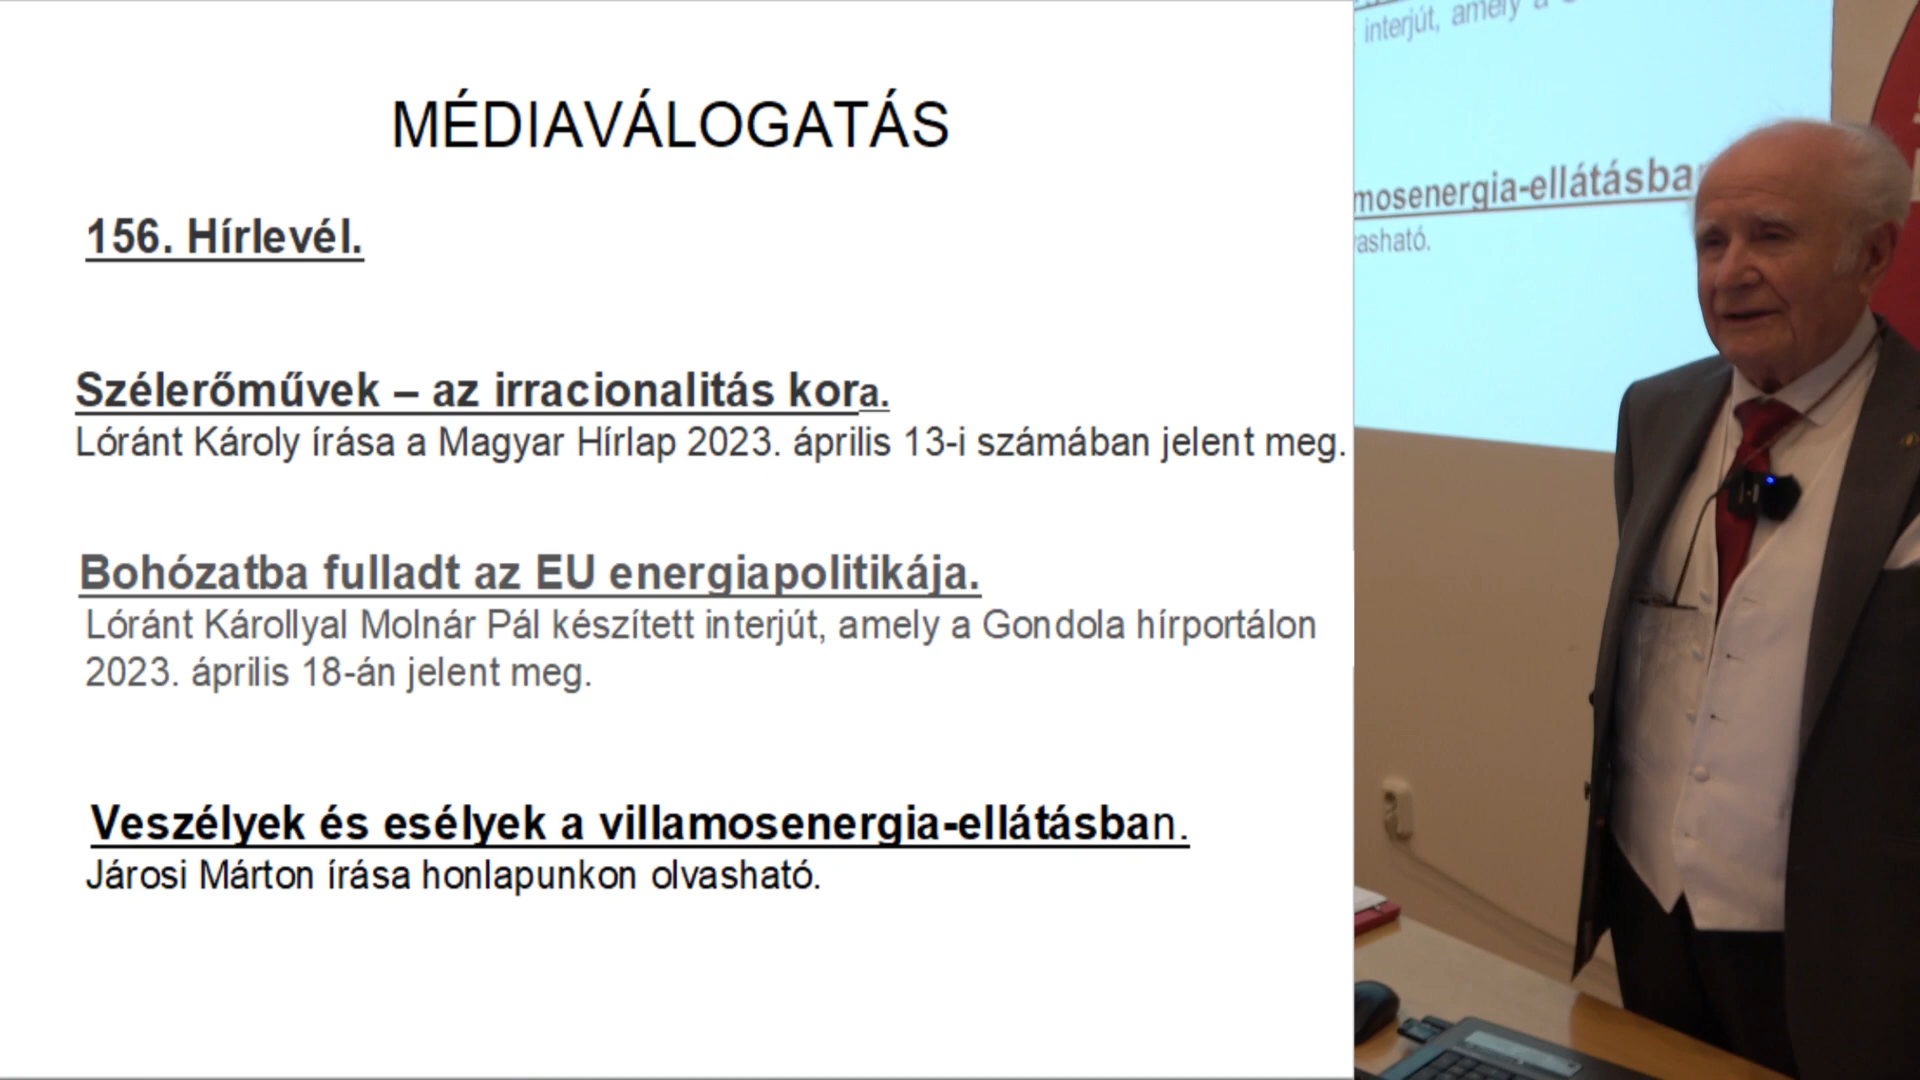 MÉDIAVÁLOGATÁS
156. Hírlevél.
Szélerőművek – az irracionalitás kora.
Lóránt Károly írása a Magyar Hírlap 2023. április 13-i számában jelent meg.
Bohózatba fulladt az EU energiapolitikája.
Lóránt Károllyal Molnár Pál készített interjút, amely a Gondola hírportálon
2023. április 18-án jelent meg.
Veszélyek és esélyek a villamosenergia-ellátásban.
Járosi Márton írása honlapunkon olvasható.
interjút, amely a
mosenergia-ellátásba
asható.